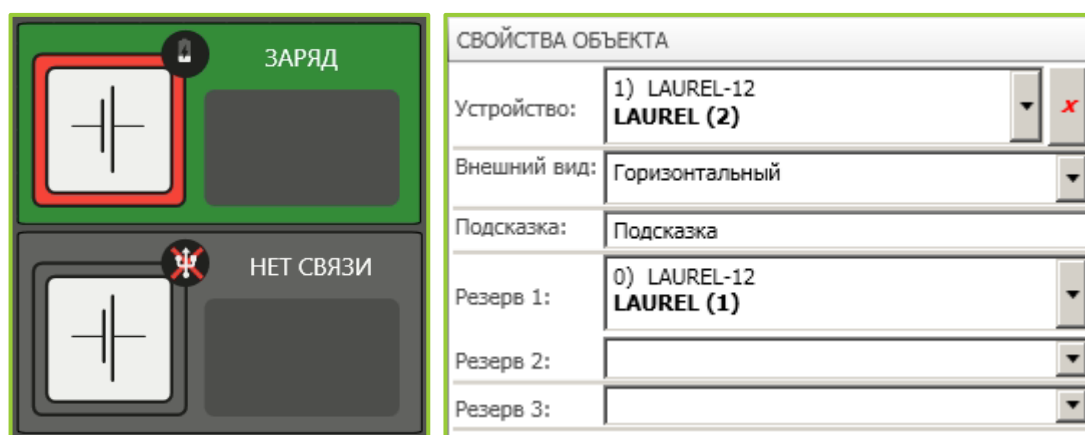 ЗАРЯД
НЕТ СВЯЗИ
СВОЙСТВА ОБЪЕКТА
Устройство:
1) LAUREL-12
LAUREL (2)
x
Внешний вид: Горизонтальный
Подсказка: Подсказка
Резерв 1:
0) LAUREL-12
LAUREL (1)
Резерв 2:
Резерв 3: